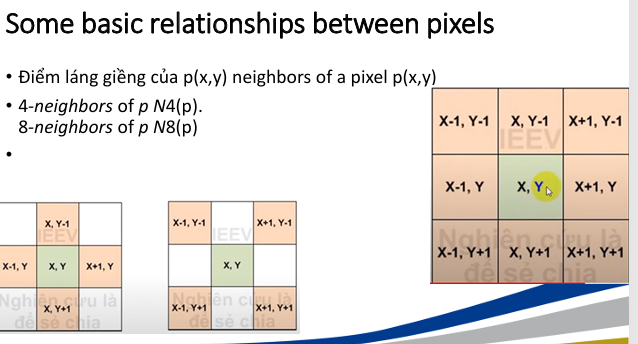 Some basic relationships between pixels
• Điểm láng giềng của p(x,y) neighbors of a pixel p(x,y)
• 4-neighbors of p N4(p).
8-neighbors of p N8(p)
•
X-1, Y-1 X, Y-1 X+1, Y-1
IEEV
X-1, Y X, Y X+1, Y
Nghiên cứu là
X-1, Y+1 X, Y+1 X+1, Y+1
để sẻ chia
X, Y-1
IEEV
X-1, Y X, Y X+1, Y
Nghiên cứu là
X, Y+1
để sẻ chia
X-1, Y-1 X+1, Y-1
IEEV
X, Y
Nghiên cứu là
X-1, Y+1 X+1, Y+1
để sẻ chia